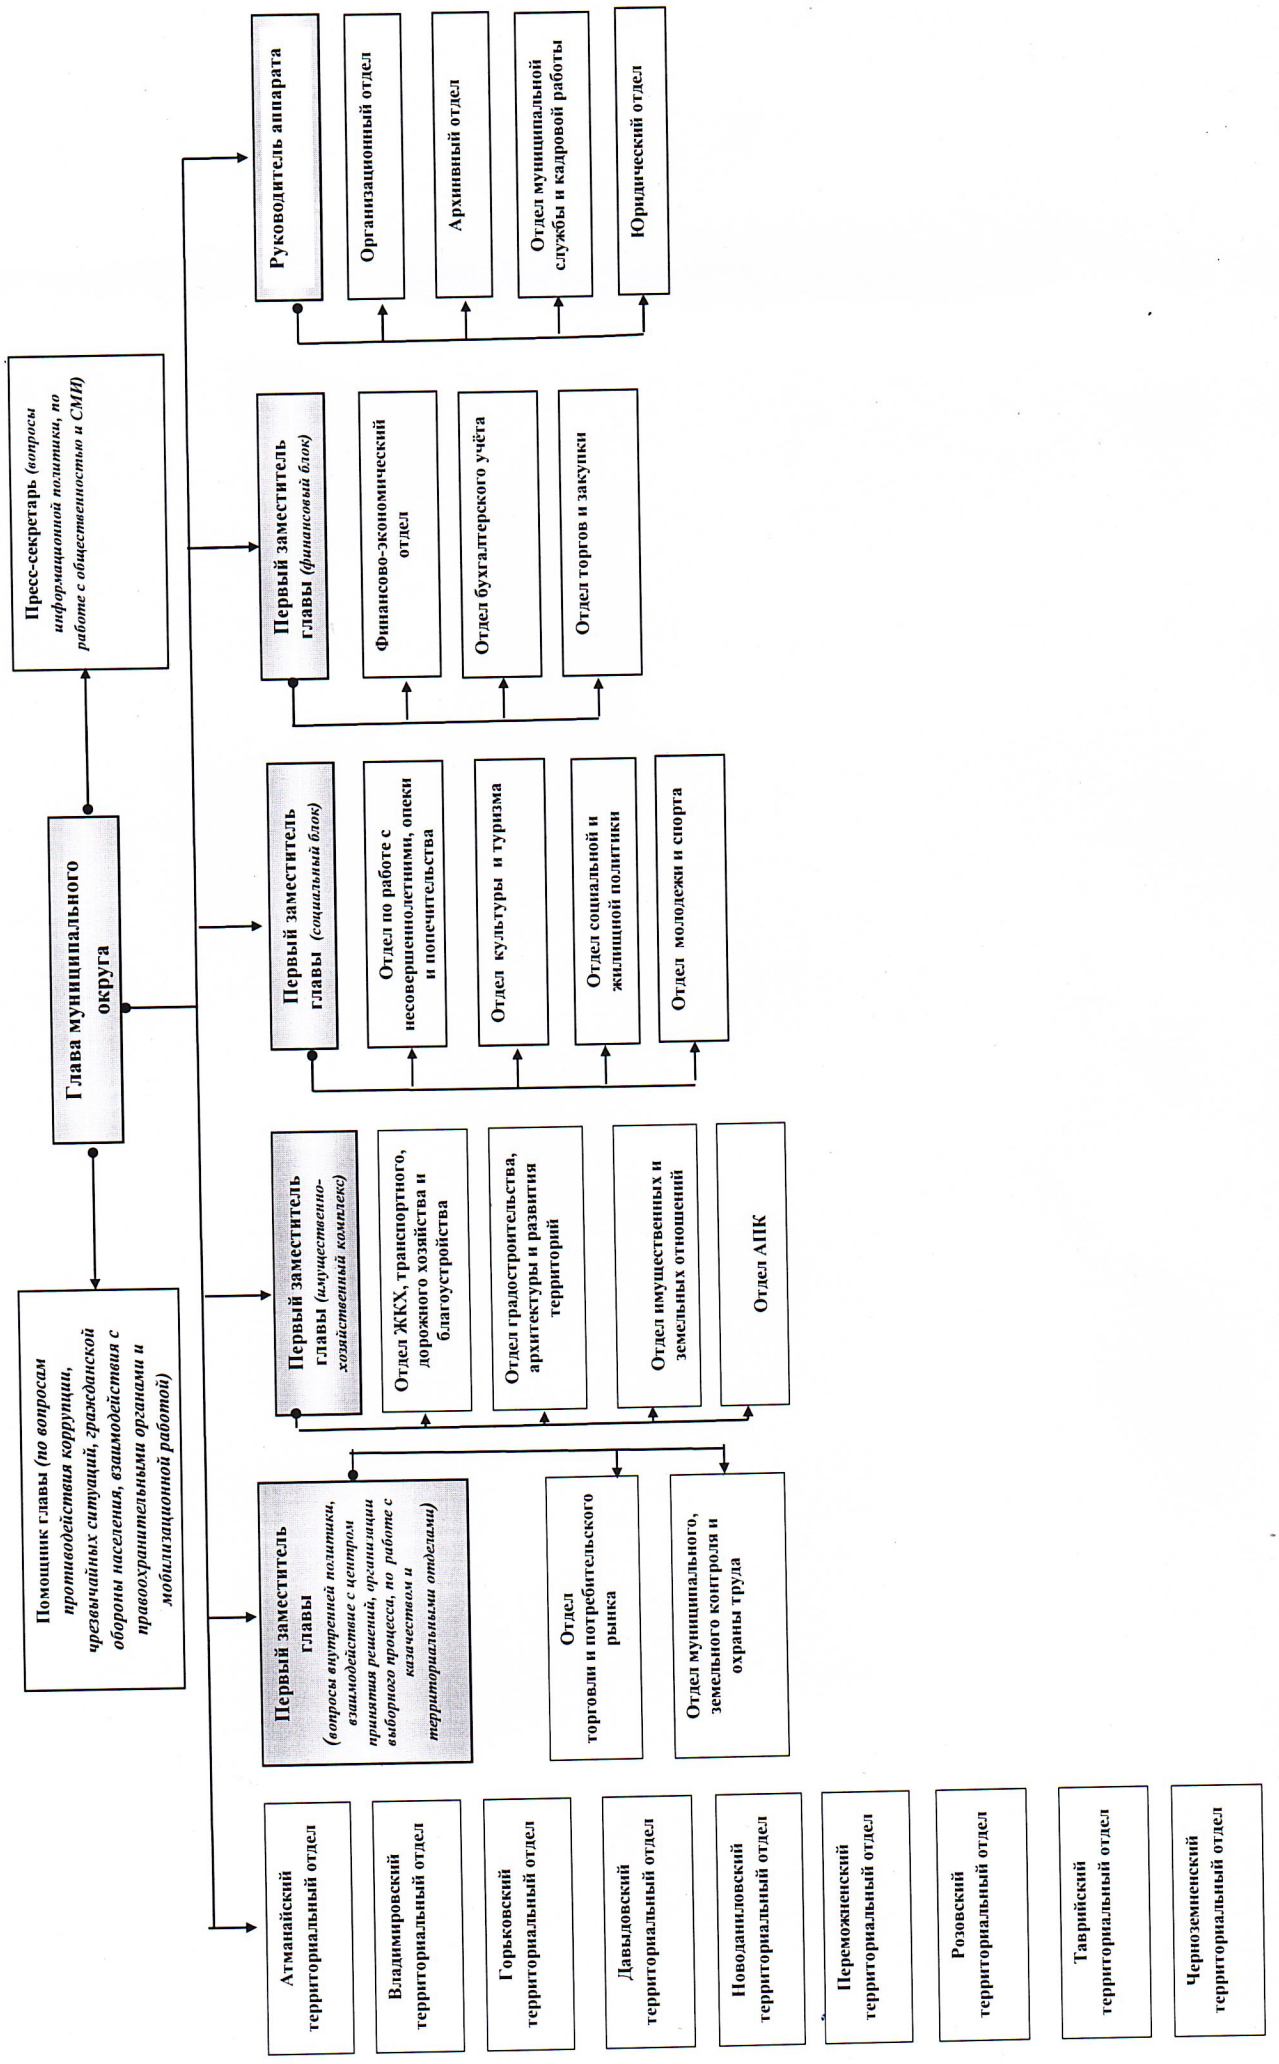 Глава муниципального
округа
Помощник главы (по вопросам
противодействия коррупции,
чрезвычайных ситуаций, гражданской
обороны населения, взаимодействия с
правоохранительными органами и
мобилизационной работой)
Пресс-секретарь (вопросы
информационной политики, по
работе с общественностью и СМИ)
Атманайский
территориальный отдел
Владимировский
территориальный отдел
Горьковский
территориальный отдел
Давыдовский
территориальный отдел
Новоданиловский
территориальный отдел
Переможненский
территориальный отдел
Розовский
территориальный отдел
Таврийский
территориальный отдел
Черноземненский
территориальный отдел
Первый заместитель
главы
(вопросы внутренней политики,
взаимодействие с центром
принятия решений, организации
выборного процесса, по работе с
казачеством и
территориальными отделами)
Отдел
торговли и потребительского
рынка
Отдел муниципального,
земельного контроля и
охраны труда
Первый заместитель
главы (имущественно-
хозяйственный комплекс)
Отдел ЖКХ, транспортного,
дорожного хозяйства и
благоустройства
Отдел градостроительства,
архитектуры и развития
территорий
Отдел имущественных и
земельных отношений
Отдел АПК
Первый заместитель
главы (социальный блок)
Отдел по работе с
несовершеннолетними, опеки
и попечительства
Отдел культуры и туризма
Отдел социальной и
жилищной политики
Отдел молодежи и спорта
Первый заместитель
главы (финансовый блок)
Финансово-экономический
отдел
Отдел бухгалтерского учёта
Отдел торгов и закупки
Руководитель аппарата
Организационный отдел
Архинвный отдел
Отдел муниципальной
службы и кадровой работы
Юридический отдел